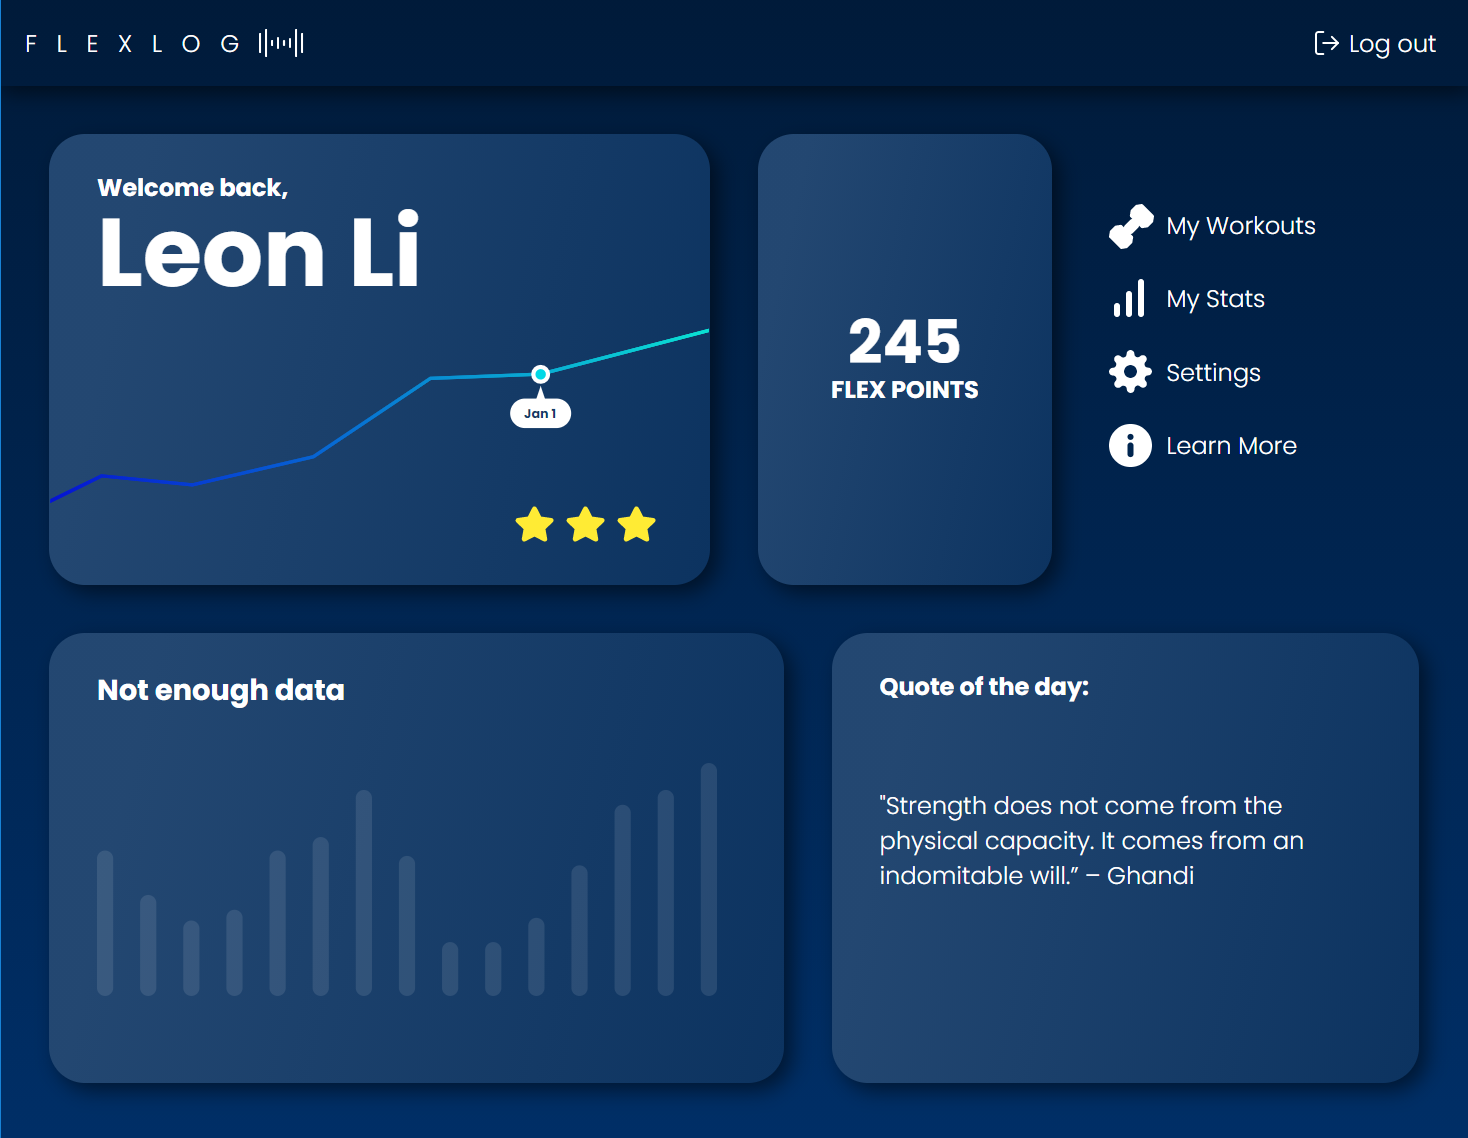 FLEXLOG
Log out
Welcome back,
Leon Li
Jan 1
245
FLEX POINTS
My Workouts
My Stats
Settings
Learn More
Not enough data
Quote of the day:
"Strength does not come from the
physical capacity. It comes from an
indomitable will.” – Ghandi